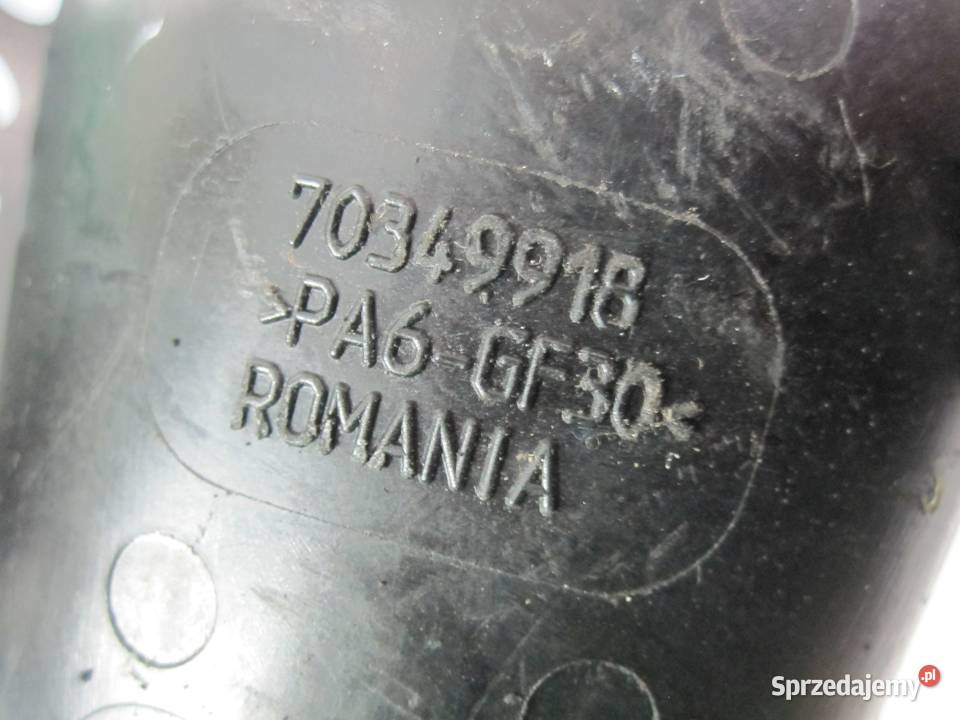 70349918
>PA6-GF30<
ROMANIA
Sprzedajemy.pl